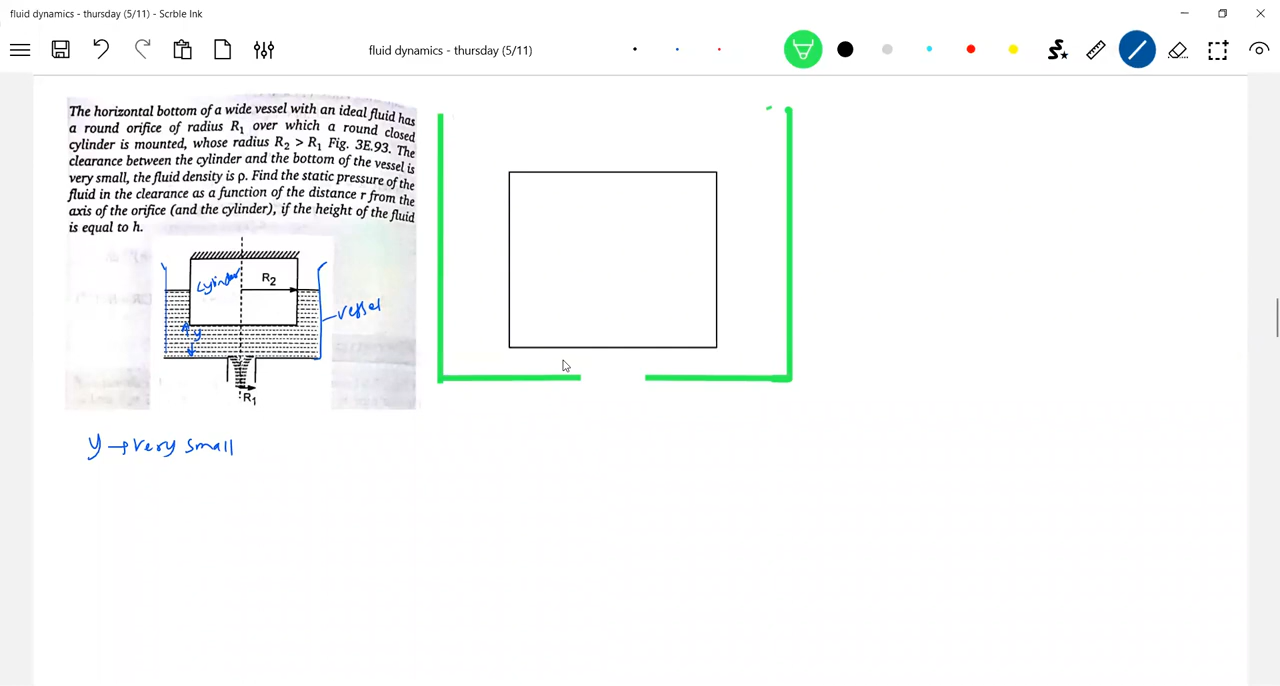 fluid dynamics - thursday (5/11) - Scrble Ink
fluid dynamics - thursday (5/11)
The horizontal bottom of a wide vessel with an ideal fluid has
a round orifice of radius R1 over which a round closed
cylinder is mounted, whose radius R2 > R1 Fig. 3E.93. The
clearance between the cylinder and the bottom of the vessel is
very small, the fluid density is ρ. Find the static pressure of the
fluid in the clearance as a function of the distance r from the
axis of the orifice (and the cylinder), if the height of the fluid
is equal to h.
cylinder
R2
vessel
y
R1
y → very small